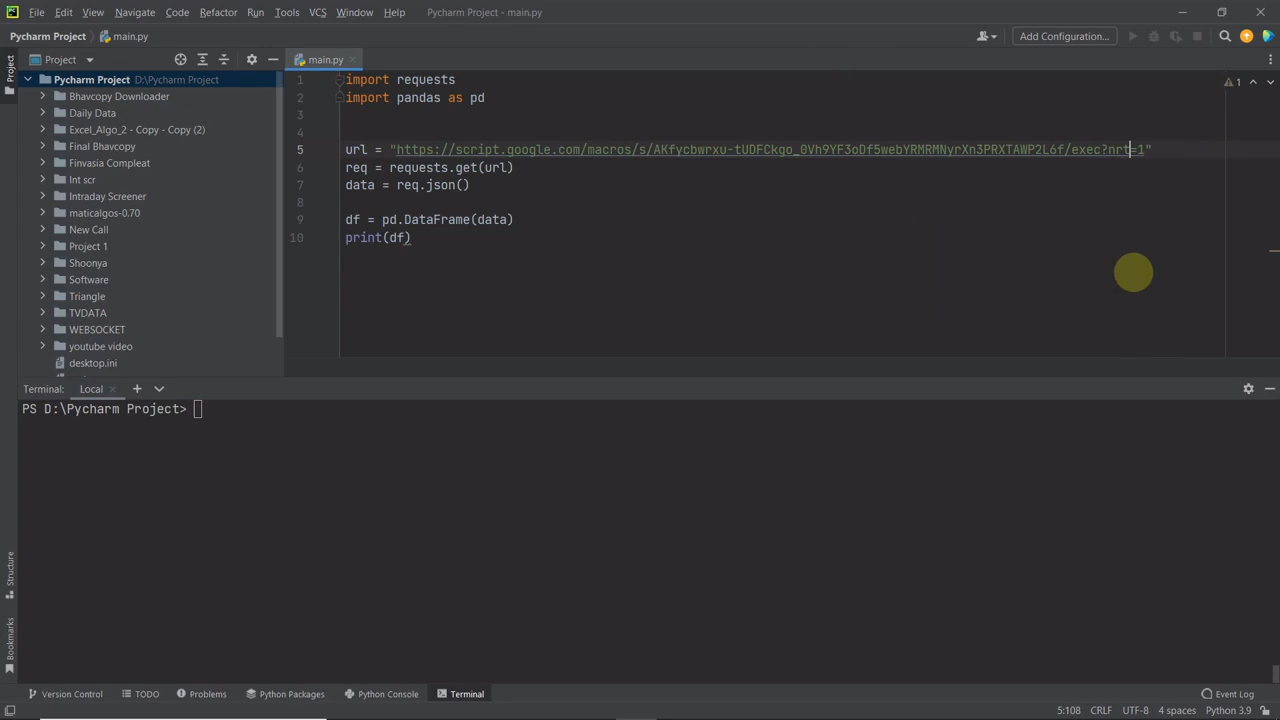 File Edit View Navigate Code Refactor Run Tools VCS Window Help Pycharm Project - main.py
Pycharm Project main.py Add Configuration...
Project main.py
Project
Pycharm Project D:\Pycharm Project
Bhavcopy Downloader
Daily Data
Excel_Algo_2 - Copy - Copy (2)
Final Bhavcopy
Finvasia Compleat
Int scr
Intraday Screener
maticalgos-0.70
New Call
Project 1
Shoonya
Software
Triangle
TVDATA
WEBSOCKET
youtube video
desktop.ini
1 import requests
2 import pandas as pd
3
4
5 url = "https://script.google.com/macros/s/AKfycbwrxu-tUDFCkgo_0Vh9YF3oDf5webYRMRMNyrXn3PRXTAWP2L6f/exec?nrt=1"
6 req = requests.get(url)
7 data = req.json()
8
9 df = pd.DataFrame(data)
10 print(df)
1
Terminal: Local
PS D:\Pycharm Project>
Structure
Bookmarks
Version Control TODO Problems Python Packages Python Console Terminal Event Log
5:108 CRLF UTF-8 4 spaces Python 3.9